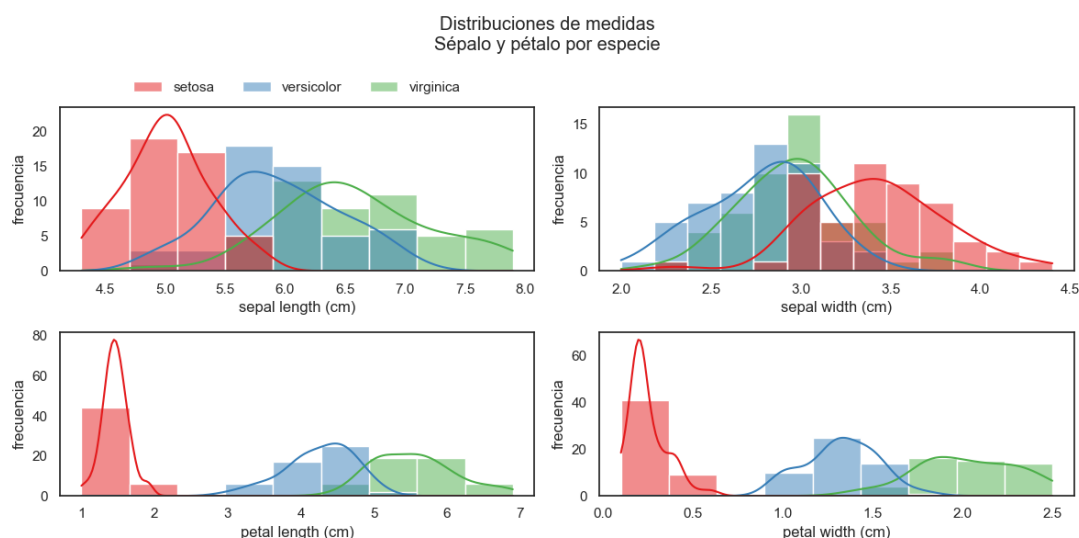 Distribuciones de medidas
Sépalo y pétalo por especie
setosa versicolor virginica
frecuencia
20
15
10
5
0
4.5 5.0 5.5 6.0 6.5 7.0 7.5 8.0
sepal length (cm)
frecuencia
15
10
5
0
2.0 2.5 3.0 3.5 4.0 4.5
sepal width (cm)
frecuencia
80
60
40
20
0
1 2 3 4 5 6 7
petal length (cm)
frecuencia
60
40
20
0
0.0 0.5 1.0 1.5 2.0 2.5
petal width (cm)